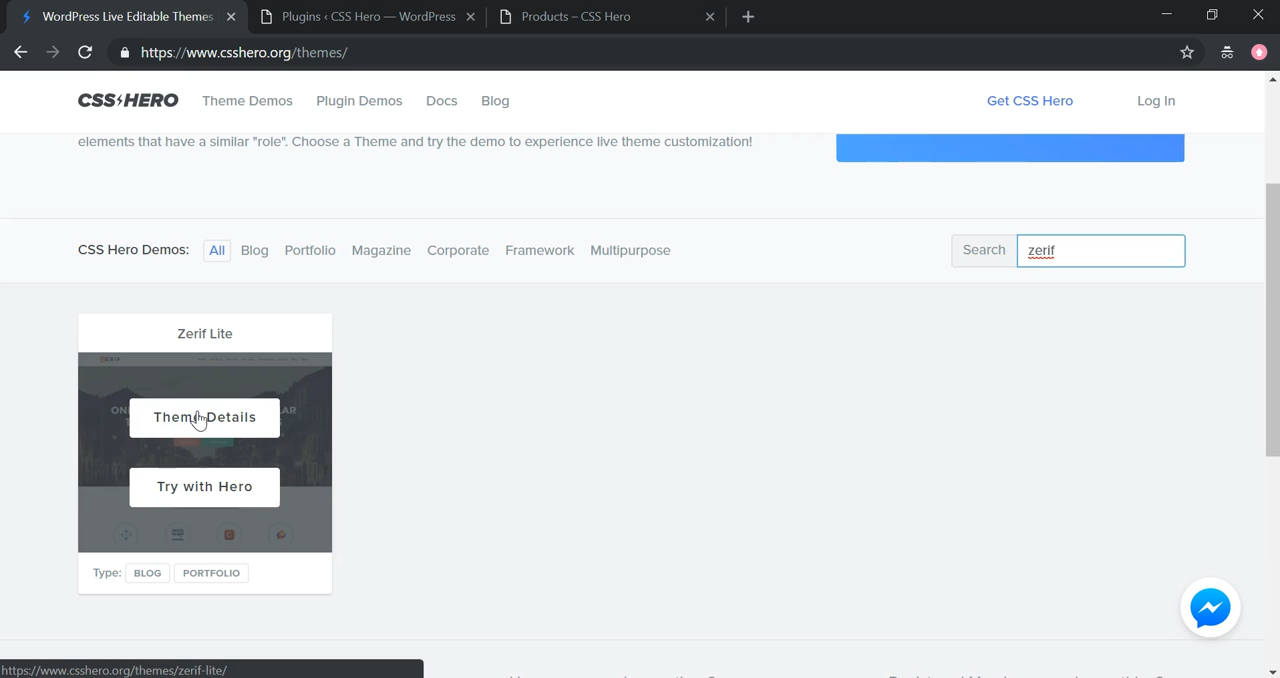 WordPress Live Editable Themes
Plugins ‹ CSS Hero — WordPress
Products – CSS Hero
https://www.csshero.org/themes/
CSS HERO Theme Demos Plugin Demos Docs Blog Get CSS Hero Log In
elements that have a similar "role". Choose a Theme and try the demo to experience live theme customization!
CSS Hero Demos: All Blog Portfolio Magazine Corporate Framework Multipurpose Search zerif
Zerif Lite
Theme Details
Try with Hero
Type: BLOG PORTFOLIO
https://www.csshero.org/themes/zerif-lite/